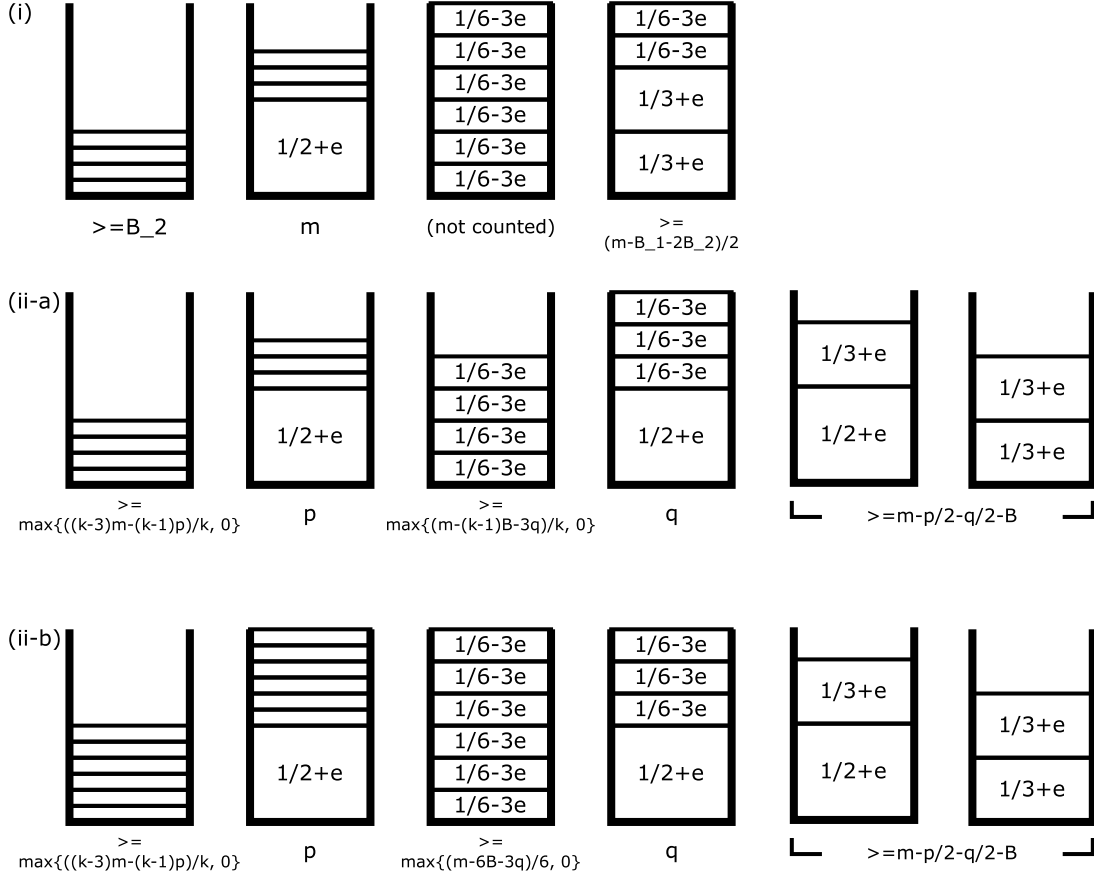 (i)
1/2+e
1/6-3e
1/6-3e
1/6-3e
1/6-3e
1/6-3e
1/6-3e
1/6-3e
1/6-3e
1/3+e
1/3+e
>=B_2
m
(not counted)
>=
(m-B_1-2B_2)/2
(ii-a)
1/2+e
1/6-3e
1/6-3e
1/6-3e
1/6-3e
1/6-3e
1/6-3e
1/6-3e
1/2+e
1/3+e
1/2+e
1/3+e
1/3+e
>=
max{((k-3)m-(k-1)p)/k, 0}
p
>=
max{(m-(k-1)B-3q)/k, 0}
q
>=m-p/2-q/2-B
(ii-b)
1/2+e
1/6-3e
1/6-3e
1/6-3e
1/6-3e
1/6-3e
1/6-3e
1/6-3e
1/6-3e
1/6-3e
1/2+e
1/3+e
1/2+e
1/3+e
1/3+e
>=
max{((k-3)m-(k-1)p)/k, 0}
p
>=
max{(m-6B-3q)/6, 0}
q
>=m-p/2-q/2-B